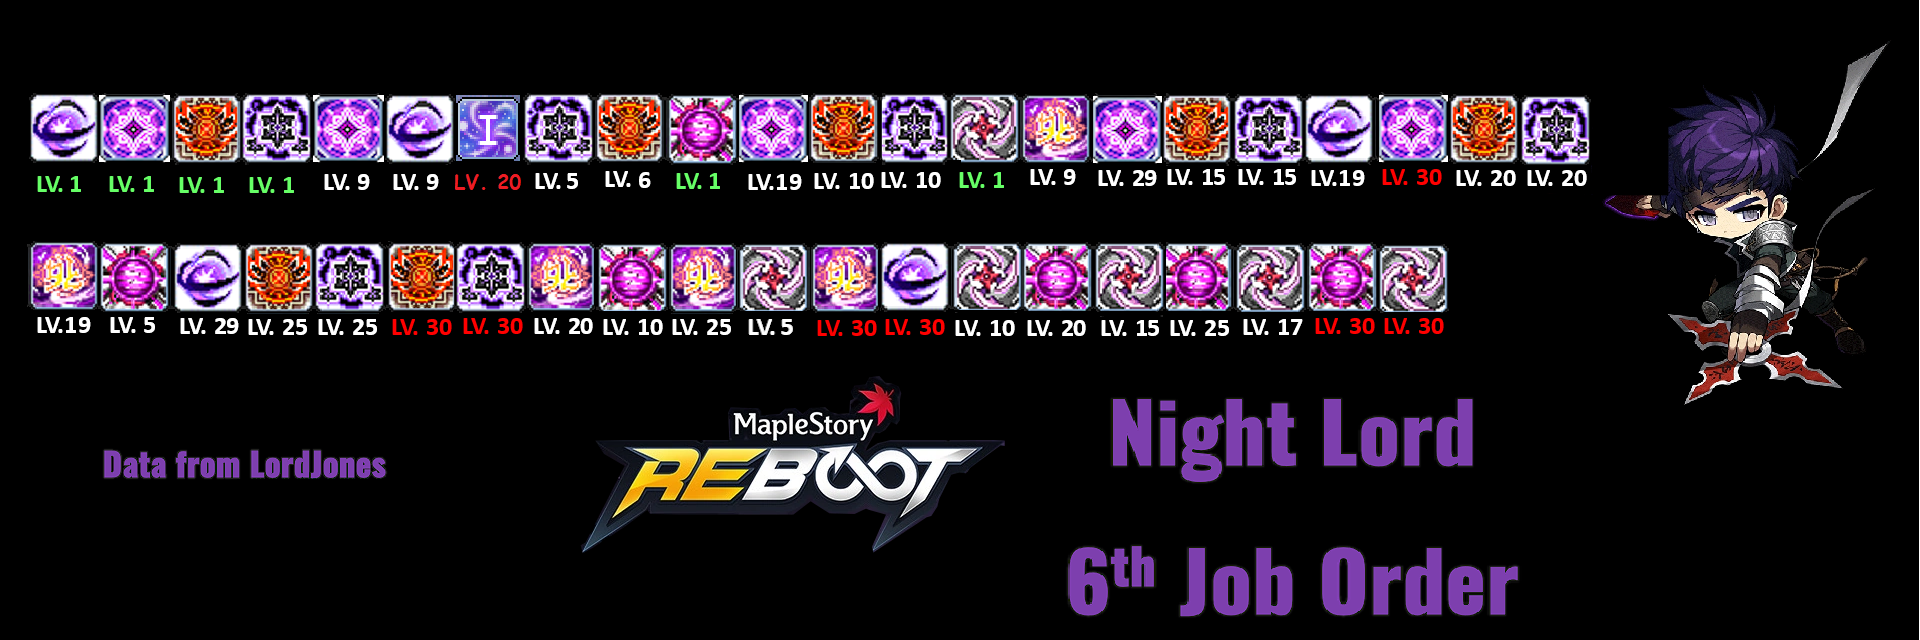 LV. 1 LV. 1 LV. 1 LV. 1 LV. 9 LV. 9 LV. 20 LV. 5 LV. 6 LV. 1 LV.19 LV. 10 LV. 10 LV. 1 LV. 9 LV. 29 LV. 15 LV. 15 LV.19 LV. 30 LV. 20 LV. 20
LV.19 LV. 5 LV. 29 LV. 25 LV. 25 LV. 30 LV. 30 LV. 20 LV. 10 LV. 25 LV. 5 LV. 30 LV. 30 LV. 10 LV. 20 LV. 15 LV. 25 LV. 17 LV. 30 LV. 30
Data from LordJones
MapleStory
REBOOT
Night Lord
6th Job Order